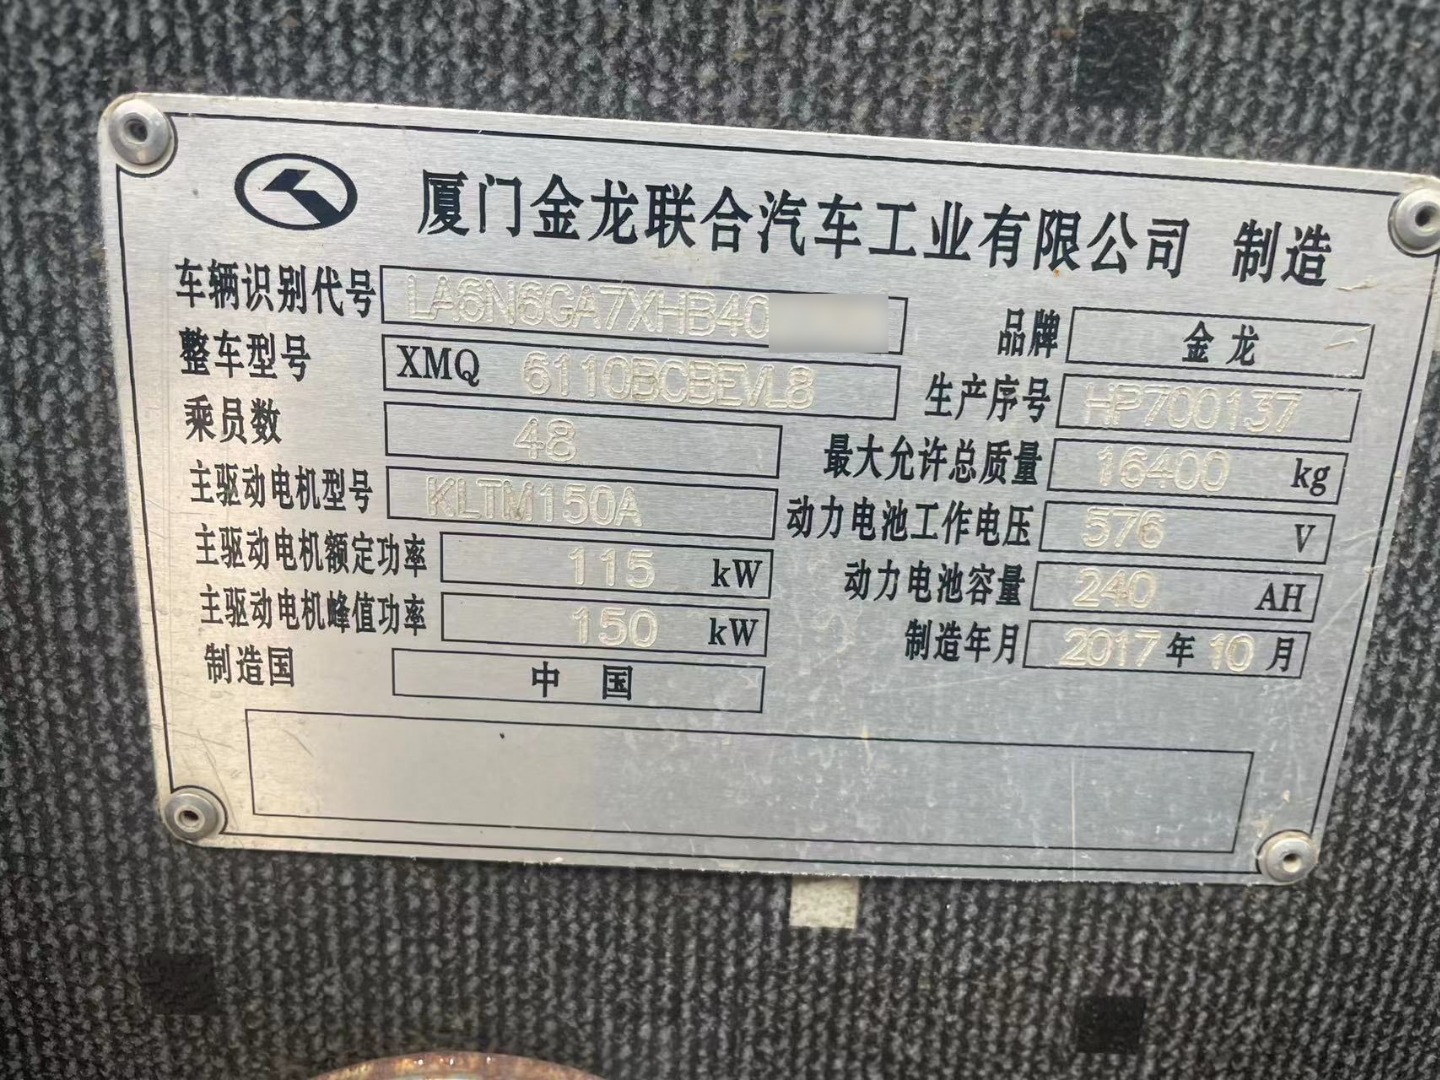 厦门金龙联合汽车工业有限公司 制造
车辆识别代号 LA6N6GA7XHB40
品牌 金龙
整车型号 XMQ 6110BCBEVL8
生产序号 HP700137
乘员数 48
最大允许总质量 16400 kg
主驱动电机型号 KLTM150A
动力电池工作电压 576 V
主驱动电机额定功率 115 kW
动力电池容量 240 AH
主驱动电机峰值功率 150 kW
制造年月 2017年10月
制造国 中国